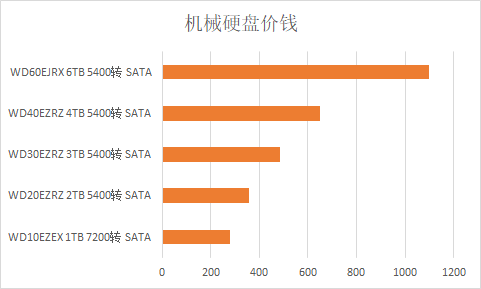 机械硬盘价钱
WD60EJRX 6TB 5400转 SATA
WD40EZRZ 4TB 5400转 SATA
WD30EZRZ 3TB 5400转 SATA
WD20EZRZ 2TB 5400转 SATA
WD10EZEX 1TB 7200转 SATA
0 200 400 600 800 1000 1200